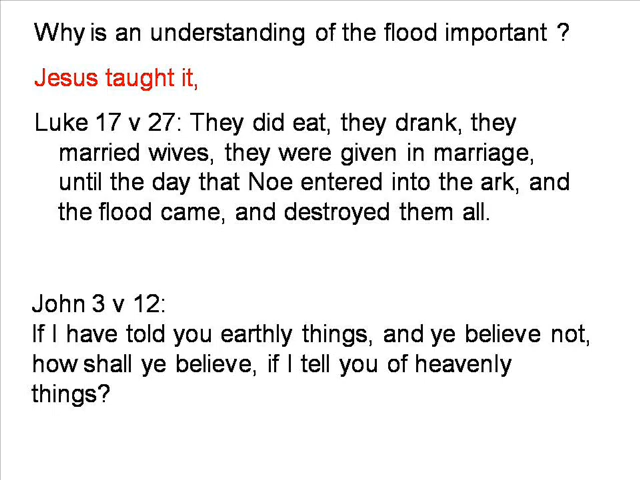 Why is an understanding of the flood important ?
Jesus taught it,
Luke 17 v 27: They did eat, they drank, they
married wives, they were given in marriage,
until the day that Noe entered into the ark, and
the flood came, and destroyed them all.
John 3 v 12:
If I have told you earthly things, and ye believe not,
how shall ye believe, if I tell you of heavenly
things?